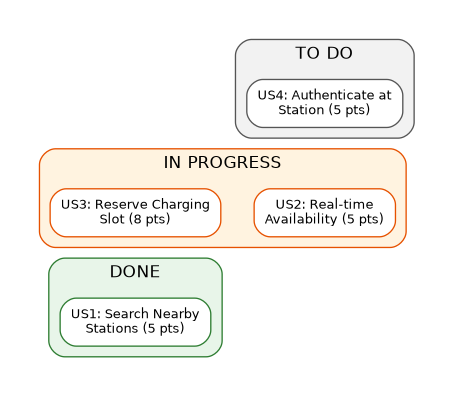 TO DO
US4: Authenticate at
Station (5 pts)
IN PROGRESS
US3: Reserve Charging
Slot (8 pts)
US2: Real-time
Availability (5 pts)
DONE
US1: Search Nearby
Stations (5 pts)